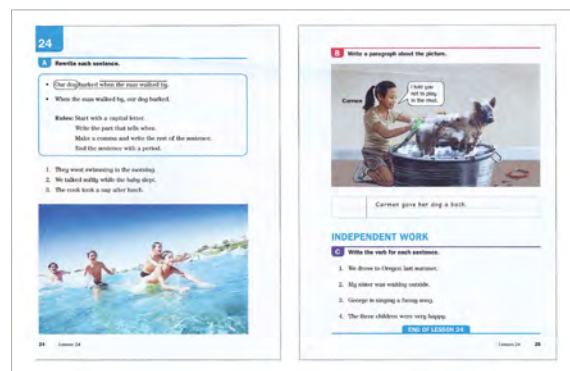 24
A Rewrite each sentence.
• Our dog barked when the man walked by.
• When the man walked by, our dog barked.
Rules: Start with a capital letter.
Write the part that tells when.
Make a comma and write the rest of the sentence.
End the sentence with a period.
1. They went swimming in the morning.
2. We talked softly while the baby slept.
3. The cook took a nap after lunch.
24 Lesson 24
B Write a paragraph about the picture.
Carmen
I told you
not to play
in the mud.
Carmen gave her dog a bath.
INDEPENDENT WORK
C Write the verb for each sentence.
1. We drove to Oregon last summer.
2. My sister was waiting outside.
3. George is singing a funny song.
4. The three children were very happy.
END OF LESSON 24
Lesson 24 25